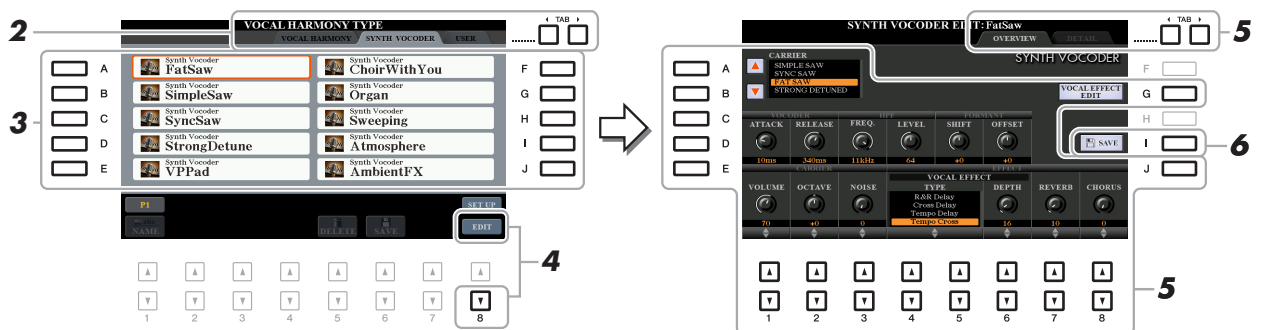 2
VOCAL HARMONY TYPE
VOCAL HARMONY SYNTH VOCODER USER
TAB
3
A
B
C
D
E
Synth Vocoder
FatSaw
Synth Vocoder
SimpleSaw
Synth Vocoder
SyncSaw
Synth Vocoder
StrongDetune
Synth Vocoder
VPPad
Synth Vocoder
ChoirWithYou
Synth Vocoder
Organ
Synth Vocoder
Sweeping
Synth Vocoder
Atmosphere
Synth Vocoder
AmbientFX
F
G
H
I
J
P1
SET UP
NAME
DELETE SAVE
EDIT
4
1 2 3 4 5 6 7 8
SYNTH VOCODER EDIT: FatSaw
OVERVIEW DETAIL
TAB
5
SYNTH VOCODER
A
B
C
D
E
CARRIER
SIMPLE SAW
SYNC SAW
FAT SAW
STRONG DETUNED
VOCAL EFFECT
EDIT
F
G
H
I
J
6
SAVE
VOCODER HPF FORMANT
ATTACK RELEASE FREQ. LEVEL SHIFT OFFSET
10ms 340ms 11kHz 64 +0 +0
CARRIER EFFECT
VOCAL EFFECT
VOLUME OCTAVE NOISE TYPE DEPTH REVERB CHORUS
R&R Delay
Cross Delay
Tempo Delay
Tempo Cross
70 +0 0 16 10 0
5
1 2 3 4 5 6 7 8